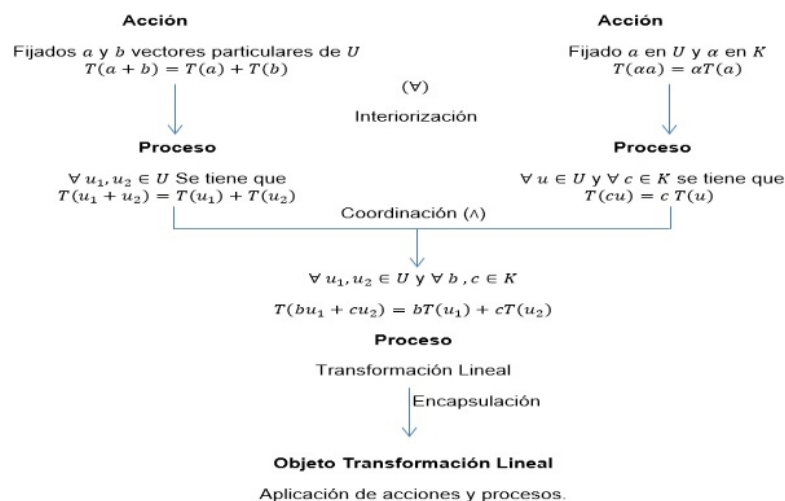 Acción
Fijados a y b vectores particulares de U
T(a + b) = T(a) + T(b)
Acción
Fijado a en U y α en K
T(αa) = αT(a)
(∀)
Interiorización
Proceso
∀ u₁, u₂ ∈ U Se tiene que
T(u₁ + u₂) = T(u₁) + T(u₂)
Proceso
∀ u ∈ U y ∀ c ∈ K se tiene que
T(cu) = c T(u)
Coordinación (∧)
∀ u₁, u₂ ∈ U y ∀ b , c ∈ K
T(bu₁ + cu₂) = bT(u₁) + cT(u₂)
Proceso
Transformación Lineal
Encapsulación
Objeto Transformación Lineal
Aplicación de acciones y procesos.